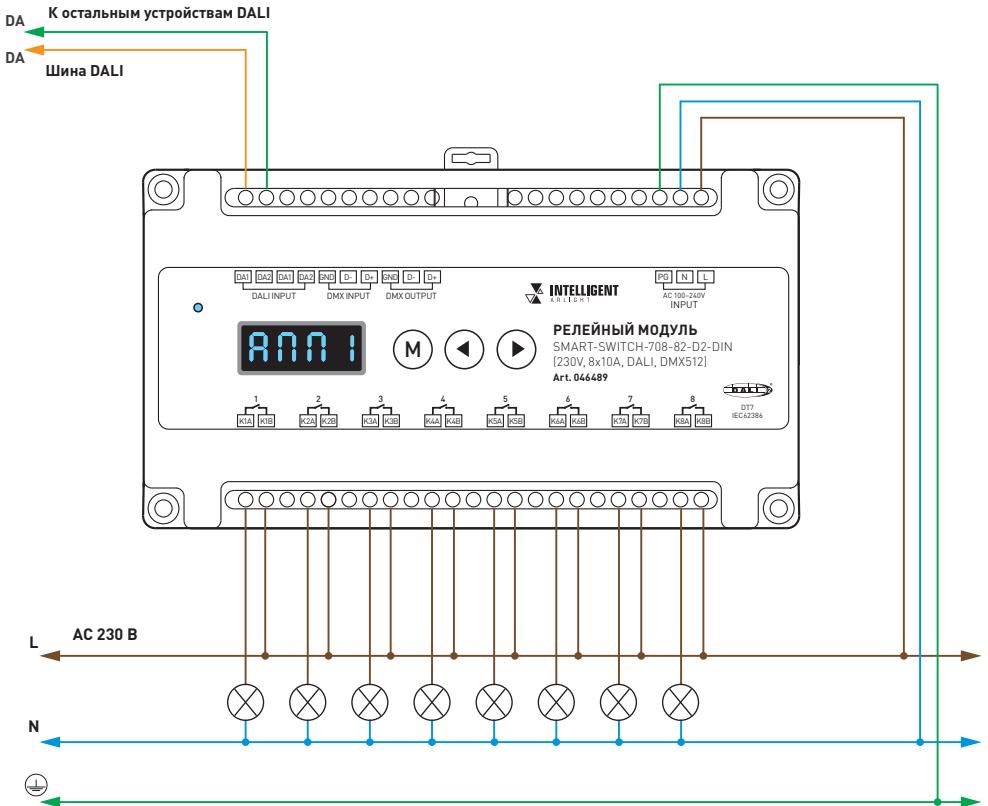 К остальным устройствам DALI
DA
DA
Шина DALI
DA1 DA2 DA1 DA2 GND D- D+ GND D- D+
DALI INPUT DMX INPUT DMX OUTPUT
PG N L
AC 100-240V
INPUT
INTELLIGENT
ARLIGHT
РЕЛЕЙНЫЙ МОДУЛЬ
SMART-SWITCH-708-82-D2-DIN
(230V, 8x10A, DALI, DMX512)
Art. 046489
M
DALI
DT7
IEC62386
1 2 3 4 5 6 7 8
K1A K1B K2A K2B K3A K3B K4A K4B K5A K5B K6A K6B K7A K7B K8A K8B
AC 230 В
L
N